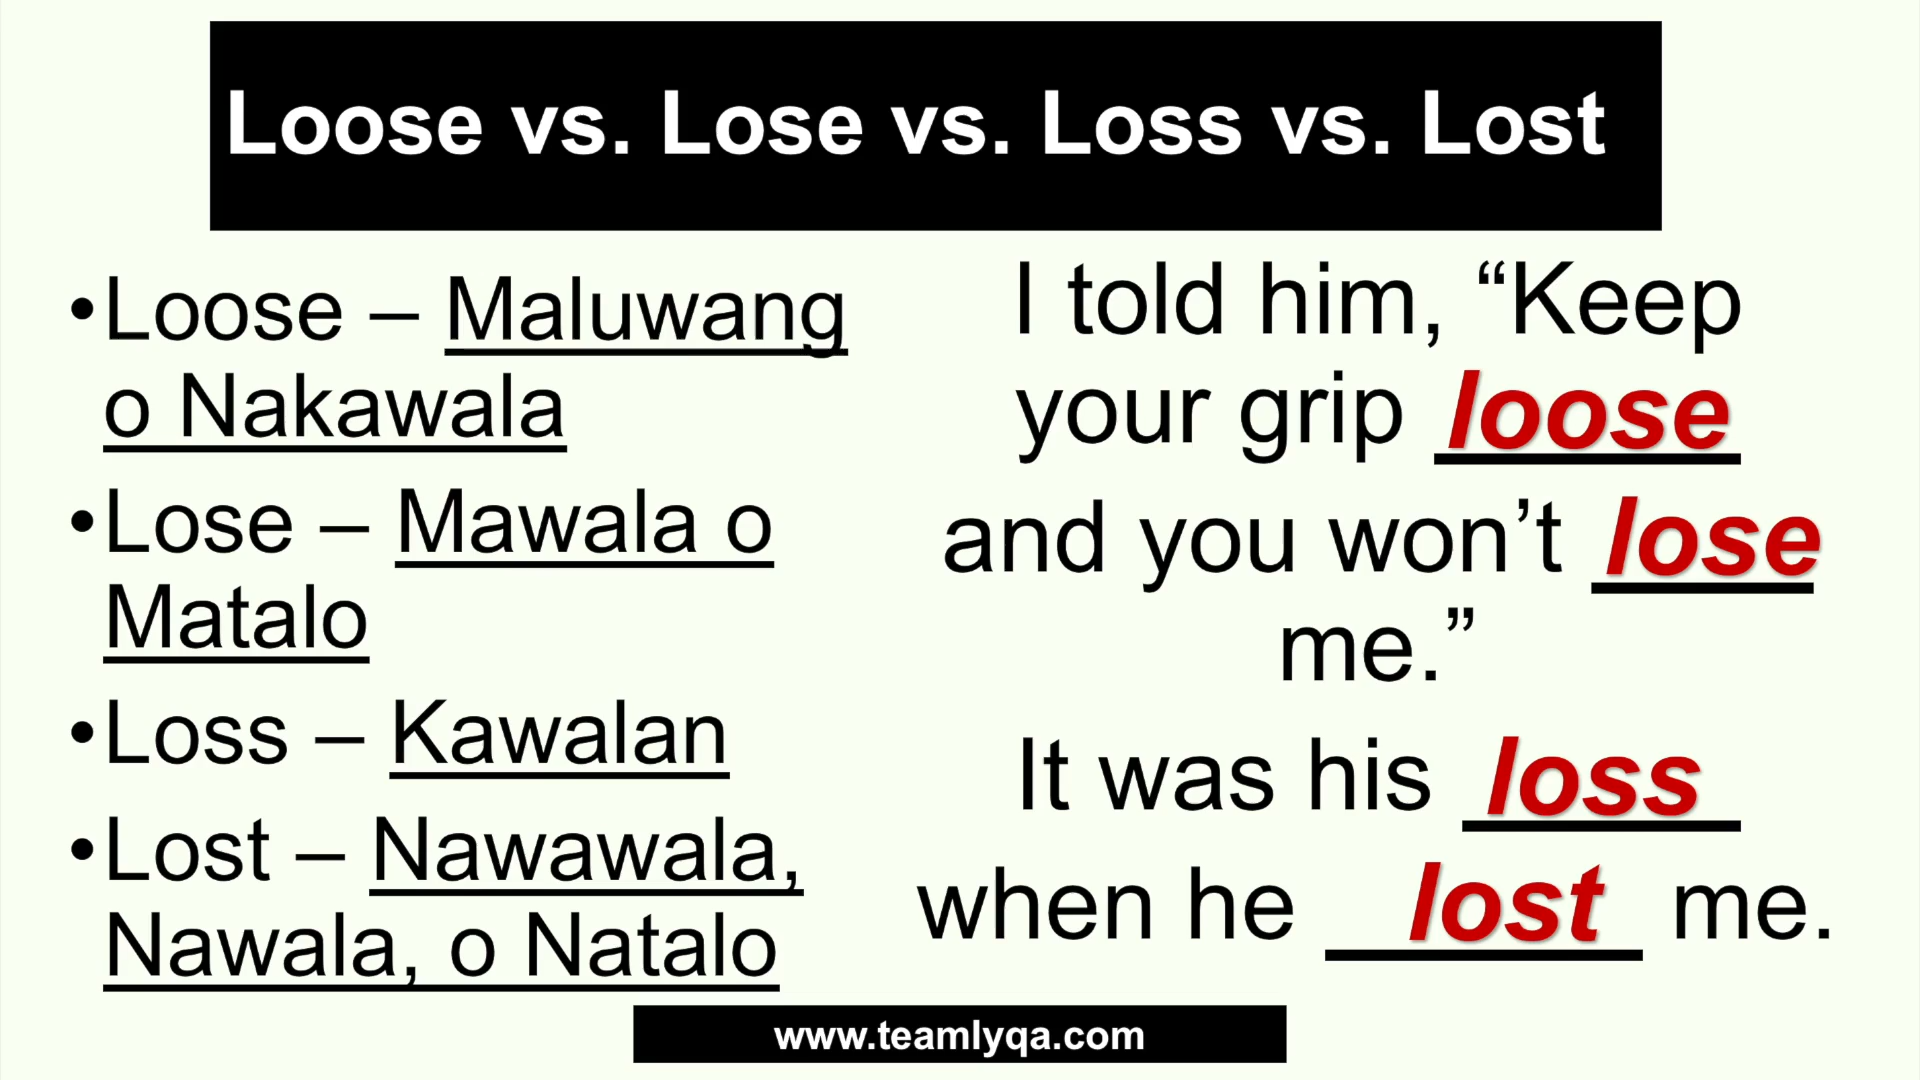 Loose vs. Lose vs. Loss vs. Lost
•Loose – Maluwang
o Nakawala
•Lose – Mawala o
Matalo
•Loss – Kawalan
•Lost – Nawawala,
Nawala, o Natalo
I told him, “Keep
your grip loose
and you won’t lose
me.”
It was his loss
when he lost me.
www.teamlyqa.com